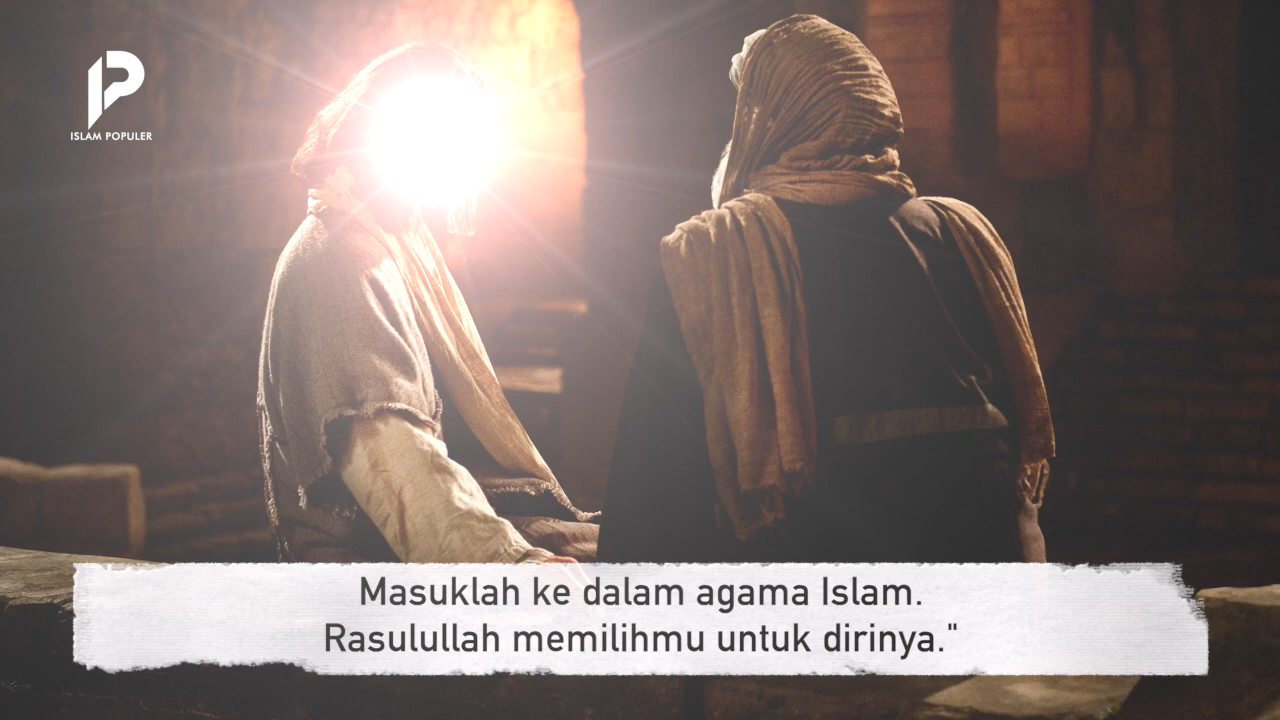 ISLAM POPULER
Masuklah ke dalam agama Islam.
Rasulullah memilihmu untuk dirinya."